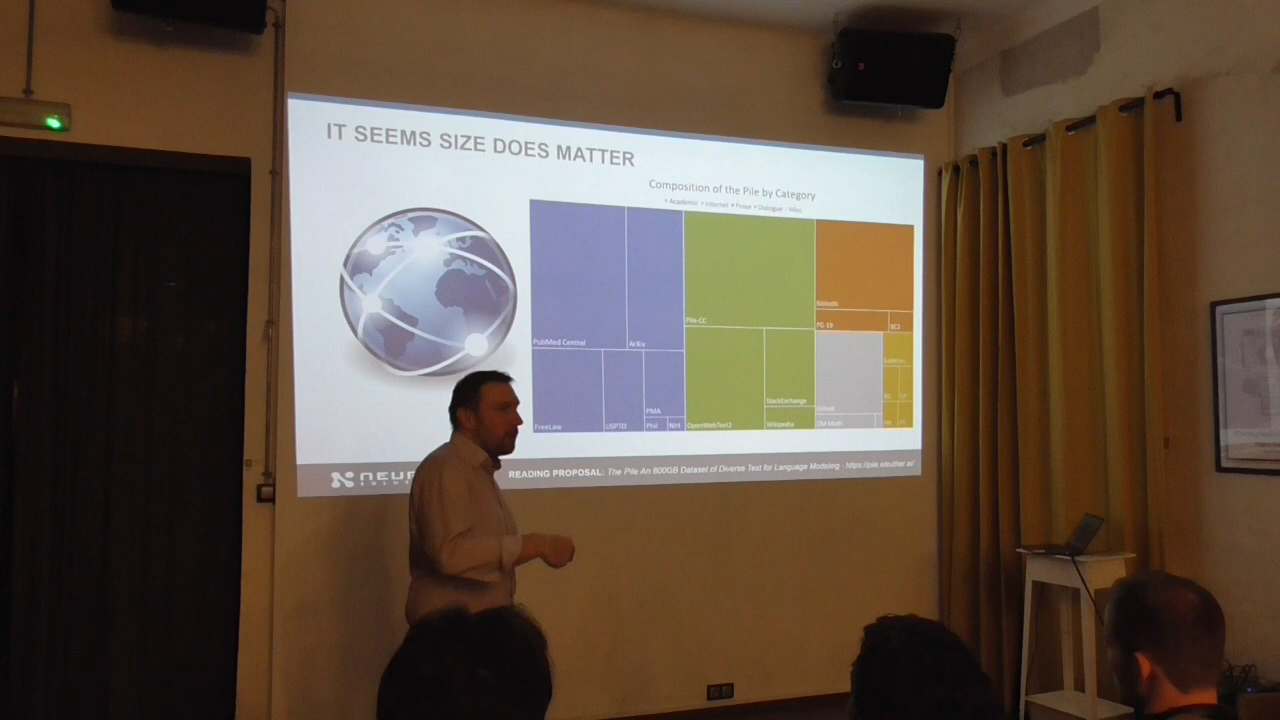 IT SEEMS SIZE DOES MATTER
Composition of the Pile by Category
Academic Internet Prose Dialogue Misc
PubMed Central
ArXiv
FreeLaw
USPTO
PMA
Phil
NIH
Pile-CC
OpenWebText2
StackExchange
Wikipedia
Bibliotik
PG 19
BC2
Github
DM Math
Subtitles
READING PROPOSAL: The Pile An 800GB Dataset of Diverse Text for Language Modeling - https://pile.eleuther.ai/